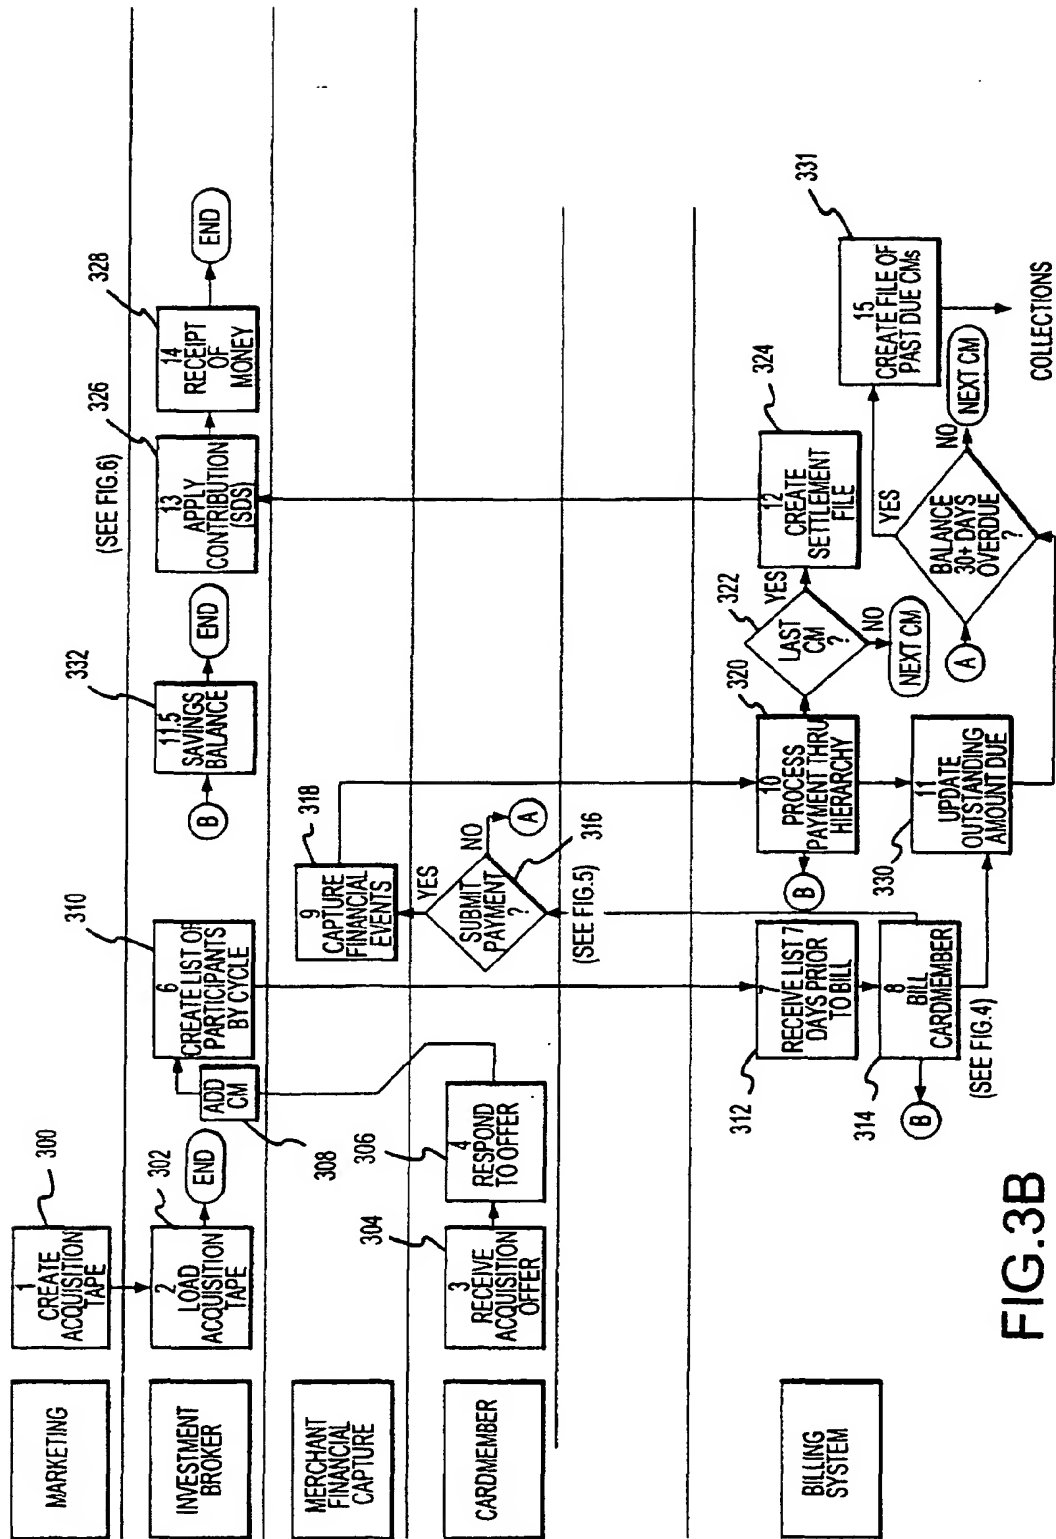 MARKETING
1
CREATE
ACQUISITION
TAPE
300
INVESTMENT
BROKER
2
LOAD
ACQUISITION
TAPE
302
END
ADD
CM
308
6
CREATE LIST OF
PARTICIPANTS
BY CYCLE
310
B
11.5
SAVINGS
BALANCE
332
END
(SEE FIG.6)
13
APPLY
CONTRIBUTION
(SDS)
326
14
RECEIPT
OF
MONEY
328
END
MERCHANT
FINANCIAL
CAPTURE
9
CAPTURE
FINANCIAL
EVENTS
318
CARDMEMBER
3
RECEIVE
ACQUISITION
OFFER
304
4
RESPOND
TO OFFER
306
SUBMIT
PAYMENT
?
YES
NO
A
316
(SEE FIG.5)
BILLING
SYSTEM
7
RECEIVE LIST
DAYS PRIOR
TO BILL
312
8
BILL
CARDMEMBER
314
(SEE FIG.4)
B
10
PROCESS
PAYMENT THRU
HIERARCHY
320
B
11
UPDATE
OUTSTANDING
AMOUNT DUE
330
LAST
CM
?
322
YES
NO
NEXT CM
12
CREATE
SETTLEMENT
FILE
324
A
BALANCE
30+ DAYS
OVERDUE
?
YES
NO
NEXT CM
15
CREATE FILE OF
PAST DUE CMs
331
COLLECTIONS
FIG.3B